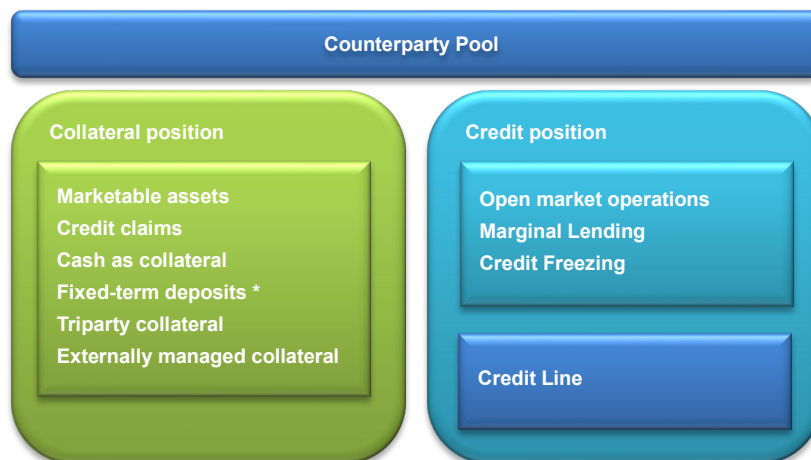 Counterparty Pool
Collateral position
Marketable assets
Credit claims
Cash as collateral
Fixed-term deposits *
Triparty collateral
Externally managed collateral
Credit position
Open market operations
Marginal Lending
Credit Freezing
Credit Line